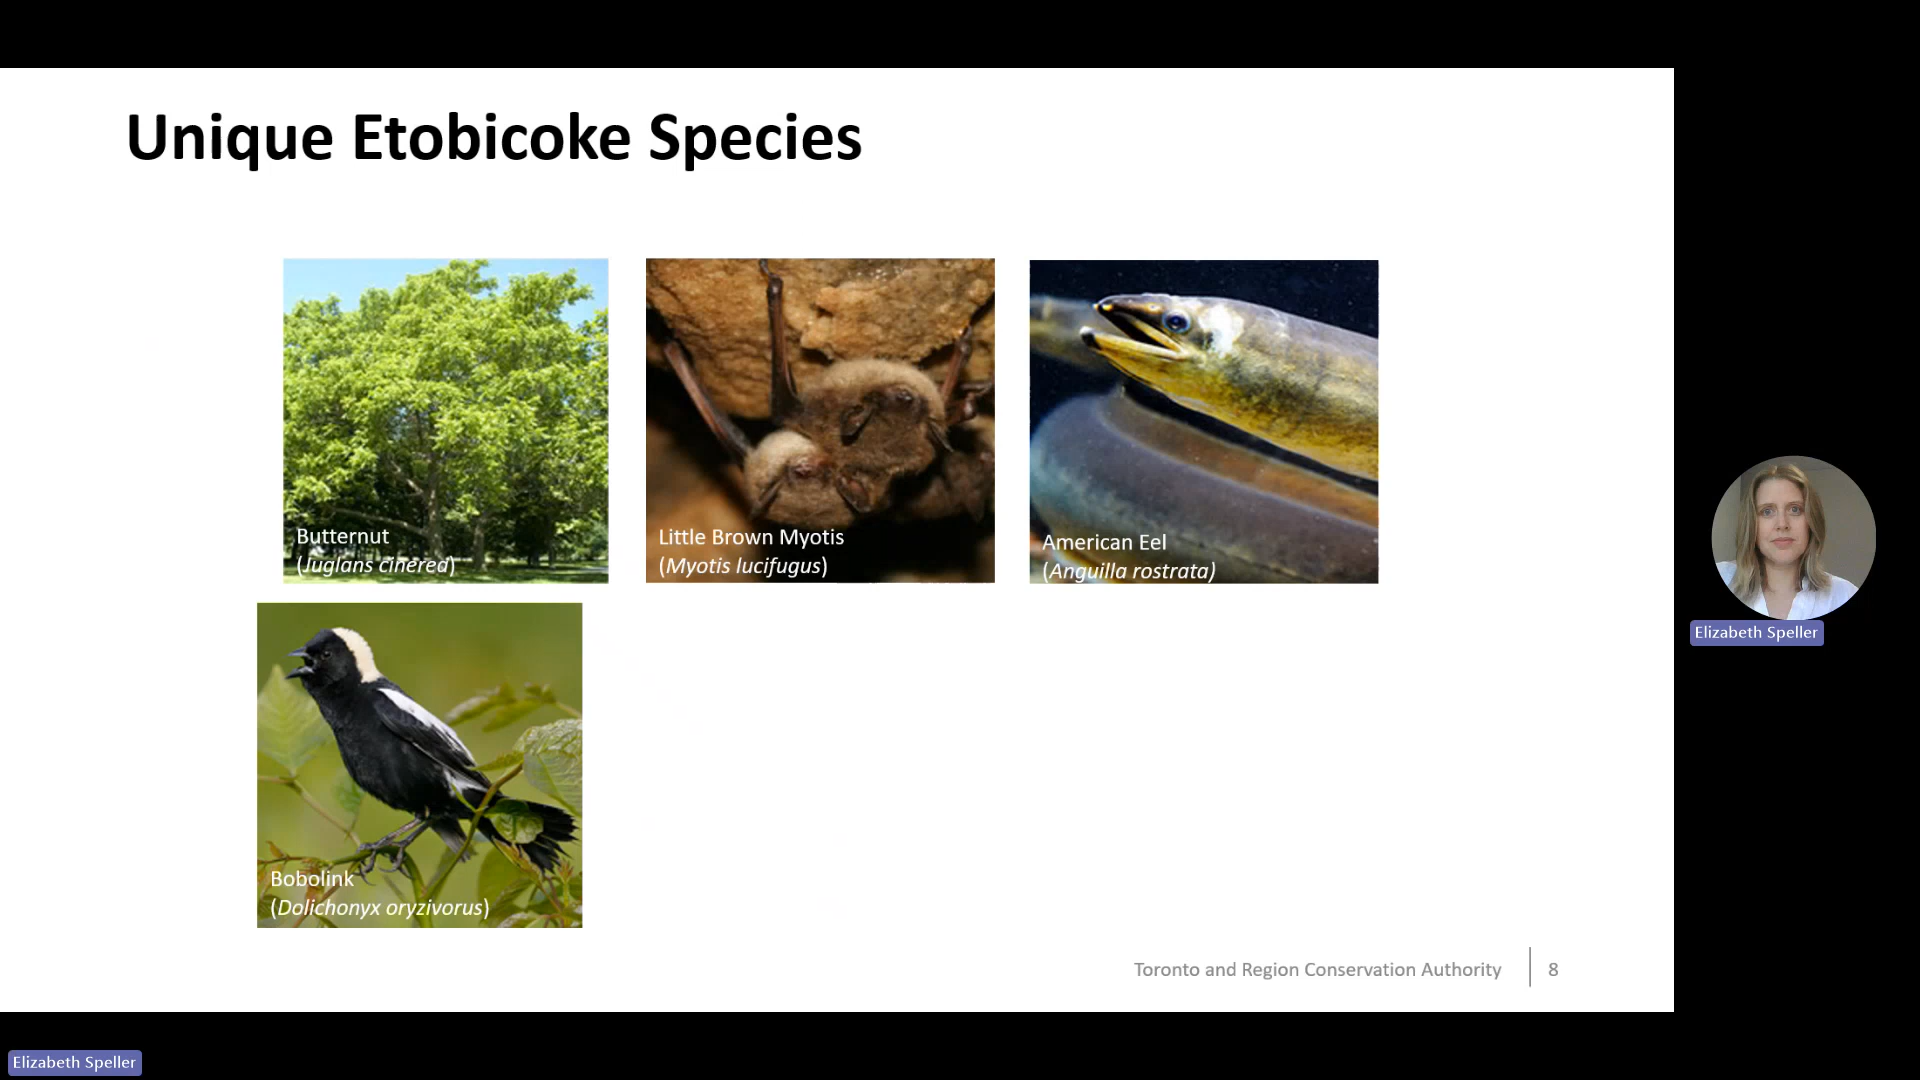 Unique Etobicoke Species
Butternut
(Juglans cinered)
Little Brown Myotis
(Myotis lucifugus)
American Eel
(Anguilla rostrata)
Bobolink
(Dolichonyx oryzivorus)
Toronto and Region Conservation Authority
8
Elizabeth Speller
Elizabeth Speller